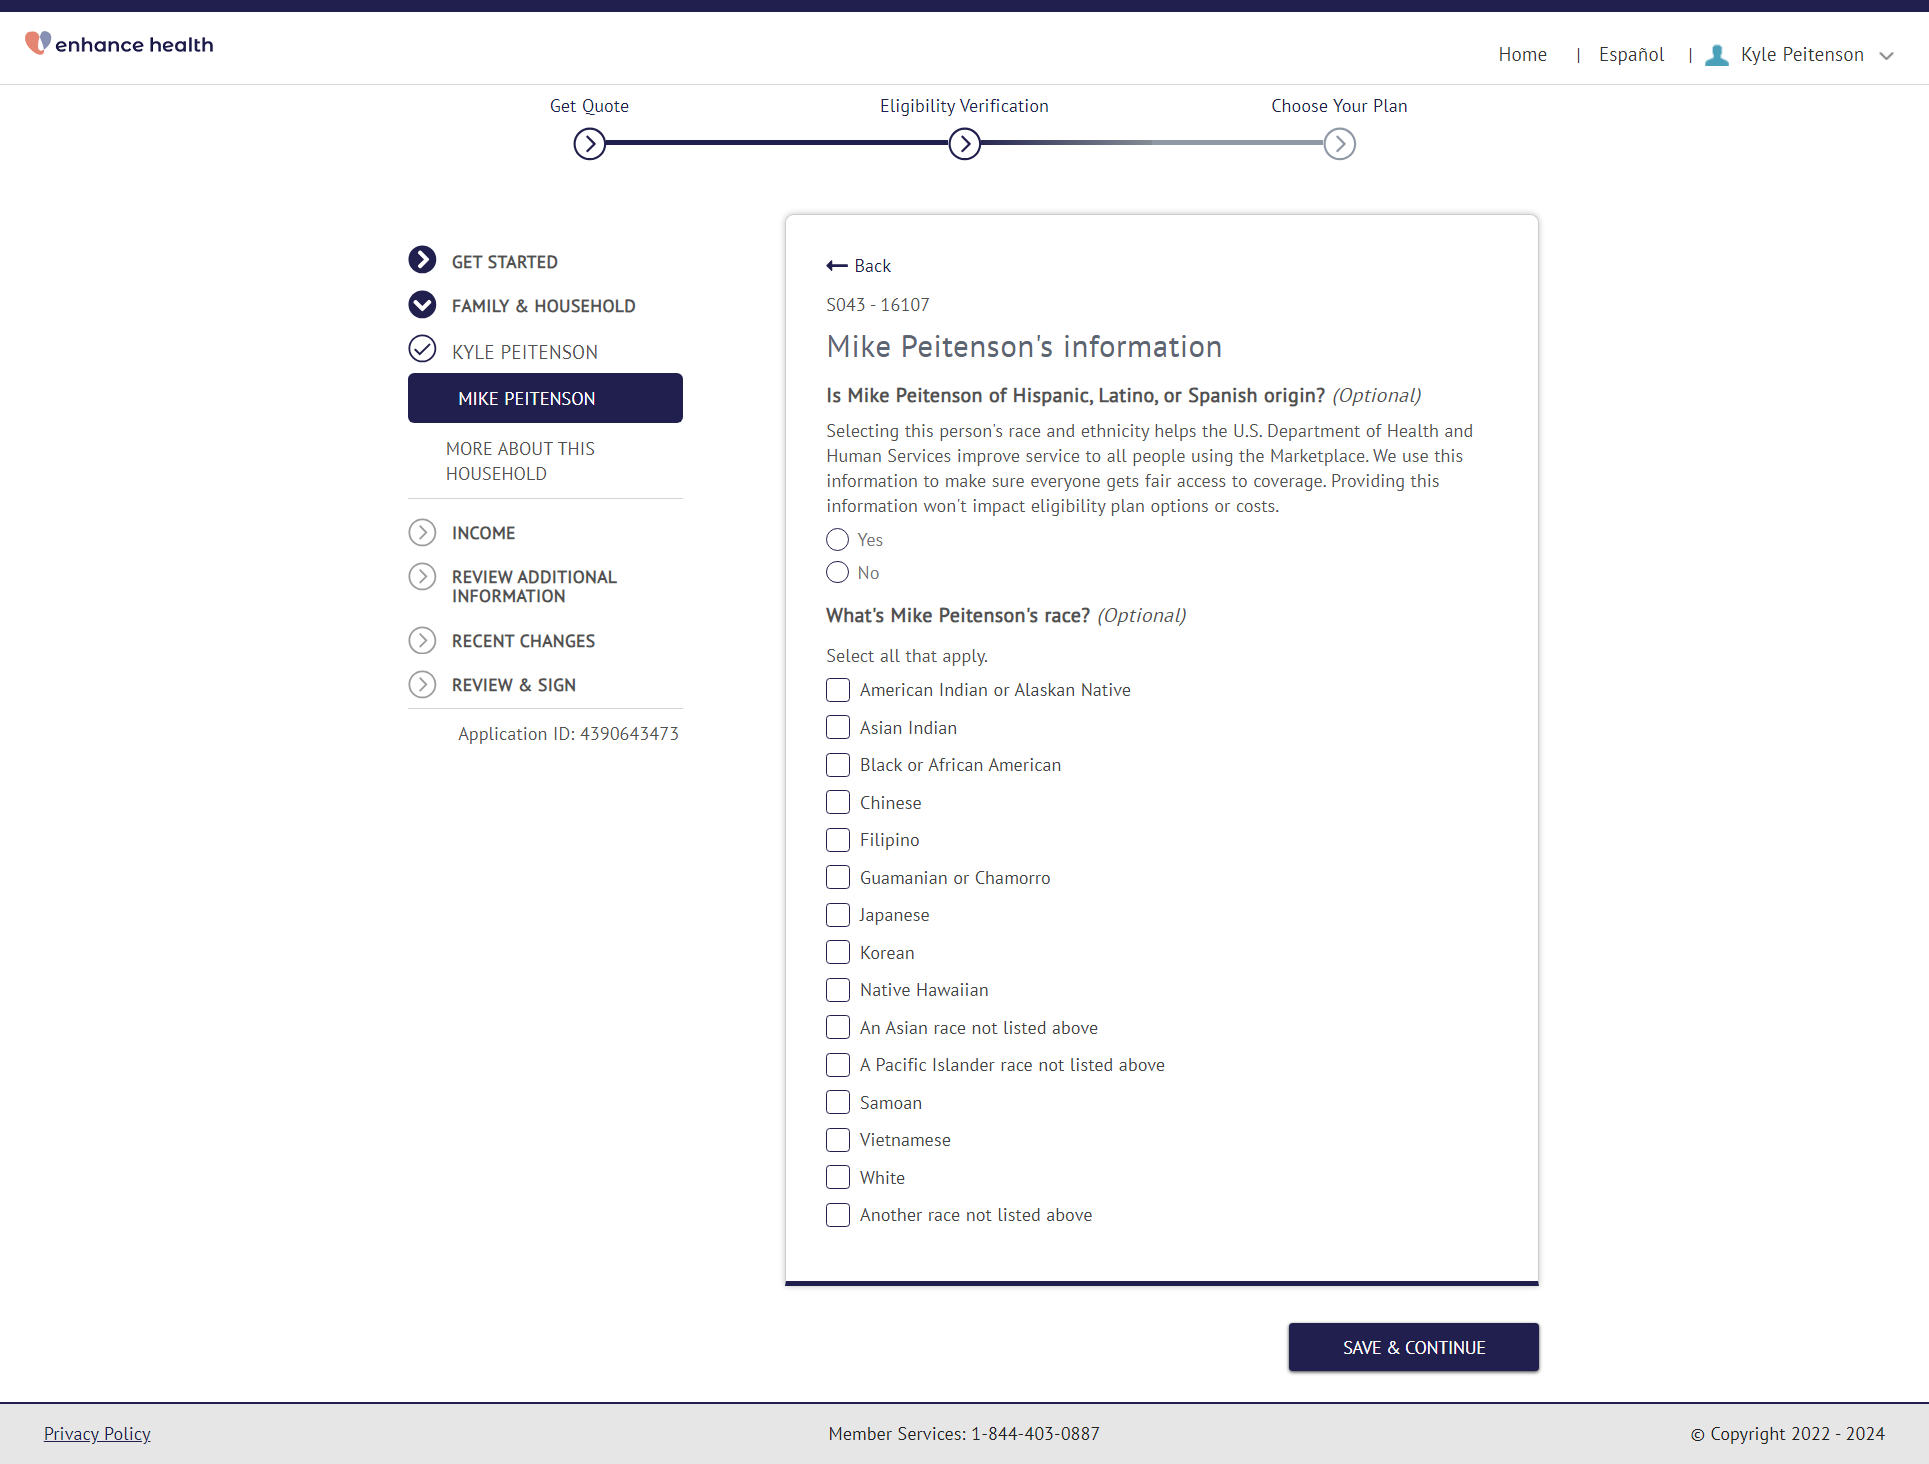 enhance health
Home | Español | Kyle Peitenson
Get Quote
Eligibility Verification
Choose Your Plan
GET STARTED
FAMILY & HOUSEHOLD
KYLE PEITENSON
MIKE PEITENSON
MORE ABOUT THIS
HOUSEHOLD
INCOME
REVIEW ADDITIONAL
INFORMATION
RECENT CHANGES
REVIEW & SIGN
Application ID: 4390643473
Back
S043 - 16107
Mike Peitenson's information
Is Mike Peitenson of Hispanic, Latino, or Spanish origin? (Optional)
Selecting this person's race and ethnicity helps the U.S. Department of Health and
Human Services improve service to all people using the Marketplace. We use this
information to make sure everyone gets fair access to coverage. Providing this
information won't impact eligibility plan options or costs.
Yes
No
What's Mike Peitenson's race? (Optional)
Select all that apply.
American Indian or Alaskan Native
Asian Indian
Black or African American
Chinese
Filipino
Guamanian or Chamorro
Japanese
Korean
Native Hawaiian
An Asian race not listed above
A Pacific Islander race not listed above
Samoan
Vietnamese
White
Another race not listed above
SAVE & CONTINUE
Privacy Policy
Member Services: 1-844-403-0887
© Copyright 2022 - 2024